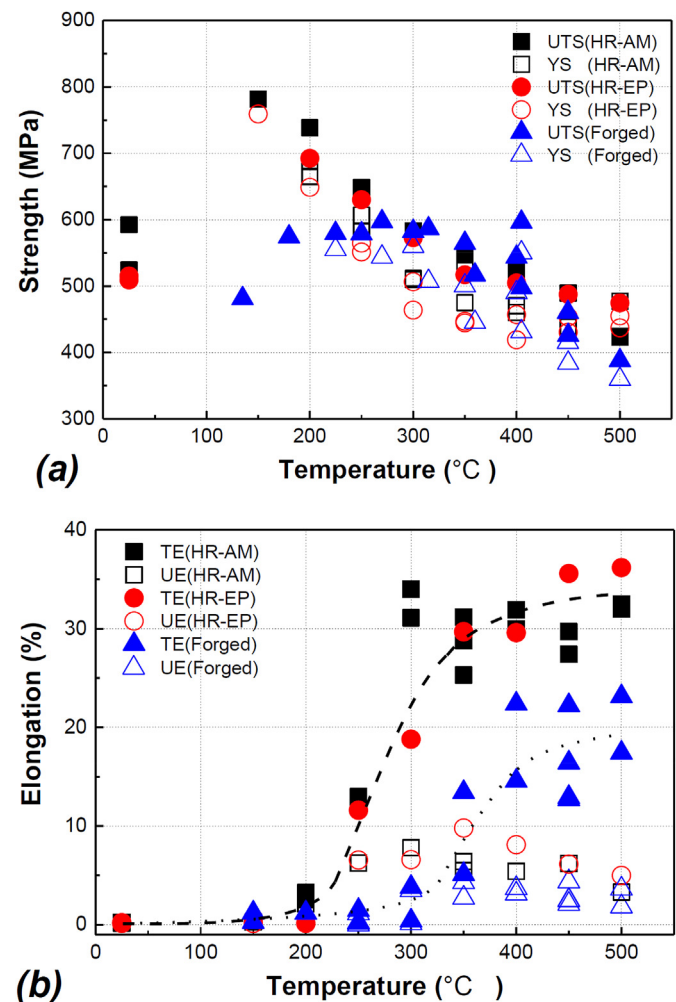 900
800
700
600
500
400
300
Strength (MPa)
UTS(HR-AM)
YS (HR-AM)
UTS(HR-EP)
YS (HR-EP)
UTS(Forged)
YS (Forged)
0 100 200 300 400 500
Temperature (°C )
(a)
40
30
20
10
0
Elongation (%)
TE(HR-AM)
UE(HR-AM)
TE(HR-EP)
UE(HR-EP)
TE(Forged)
UE(Forged)
0 100 200 300 400 500
Temperature (°C )
(b)